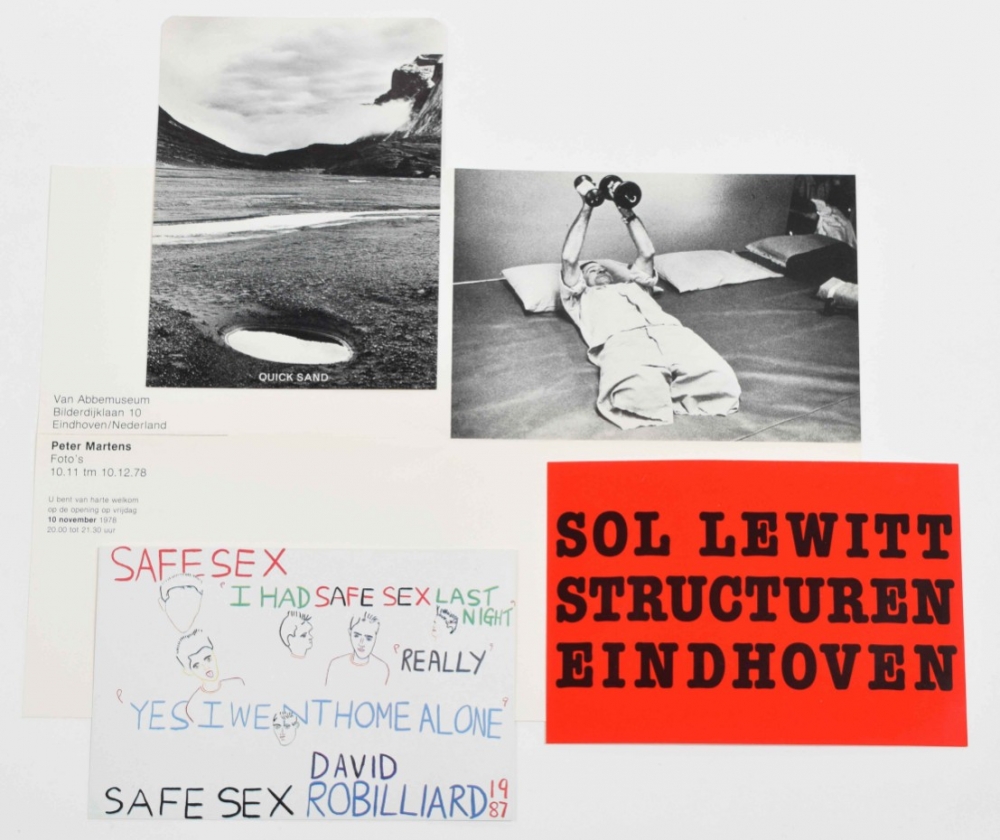 QUICK SAND
Van Abbemuseum
Bilderdijklaan 10
Eindhoven/Nederland
Peter Martens
Foto's
10.11 tm 10.12.78
U bent van harte welkom
op de opening op vrijdag
10 november 1978
20.00 tot 21.30 uur
SOL LEWITT
STRUCTUREN
EINDHOVEN
SAFE SEX
"I HAD SAFE SEX LAST
NIGHT"
'REALLY'
'YES I WENT HOME ALONE'
DAVID
SAFE SEX ROBILLIARD 19
87